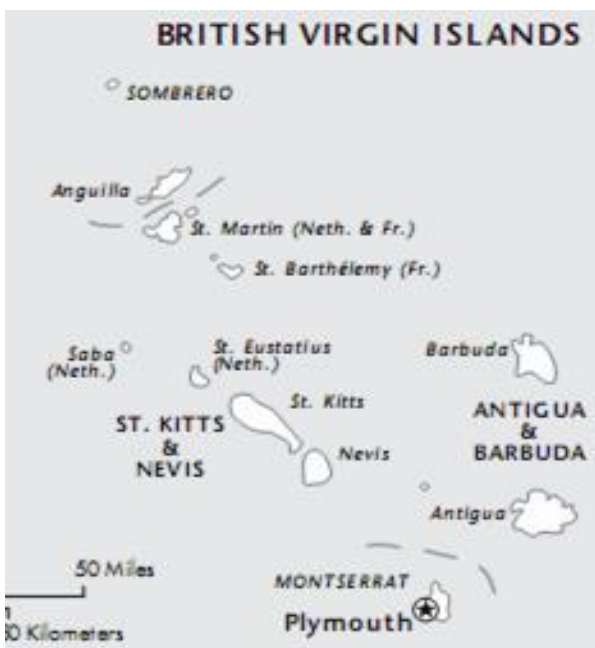 BRITISH VIRGIN ISLANDS
SOMBRERO
Anguilla
St. Martin (Neth. & Fr.)
St. Barthélemy (Fr.)
Saba
(Neth.)
St. Eustatius
(Neth.)
Barbuda
St. Kitts
ST. KITTS
&
NEVIS
ANTIGUA
&
BARBUDA
Nevis
Antigua
50 Miles
MONTSERRAT
Plymouth
Kilometers